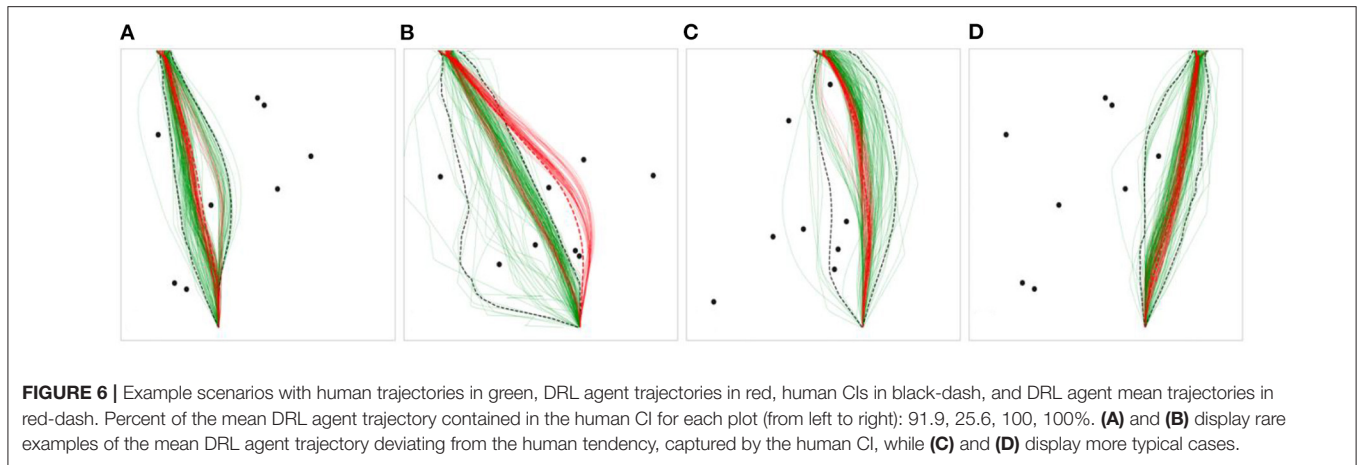 A
B
C
D
FIGURE 6 | Example scenarios with human trajectories in green, DRL agent trajectories in red, human CIs in black-dash, and DRL agent mean trajectories in
red-dash. Percent of the mean DRL agent trajectory contained in the human CI for each plot (from left to right): 91.9, 25.6, 100, 100%. (A) and (B) display rare
examples of the mean DRL agent trajectory deviating from the human tendency, captured by the human CI, while (C) and (D) display more typical cases.